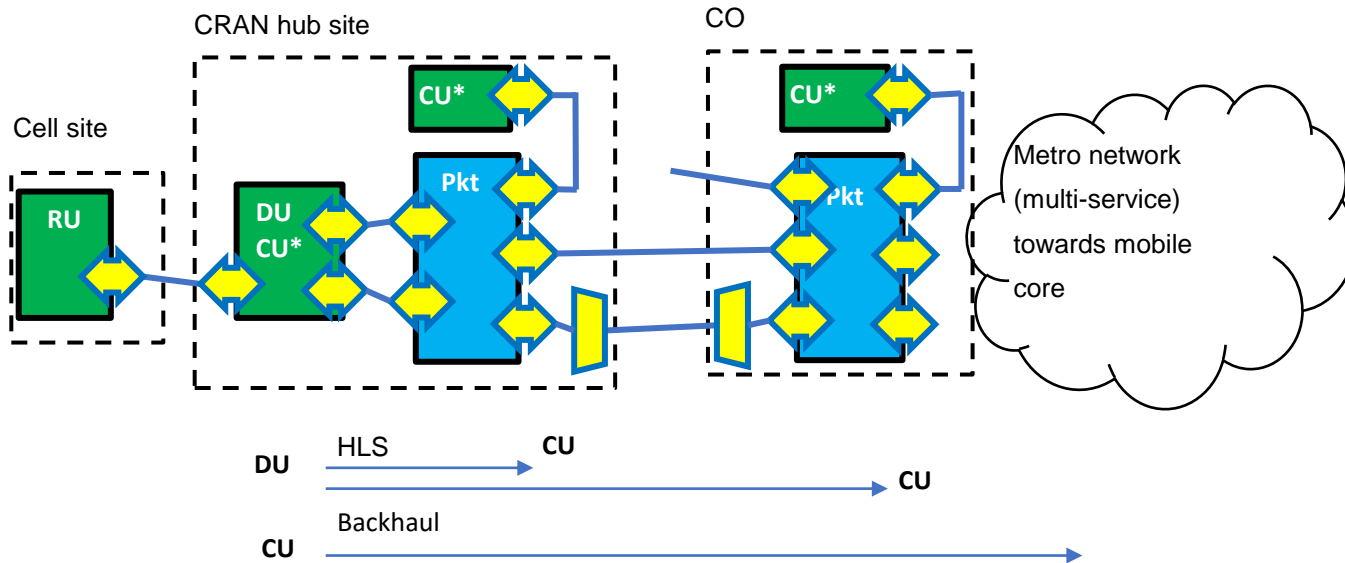 CRAN hub site
CO
Cell site
CU*
CU*
RU
DU
CU*
Pkt
Pkt
Metro network
(multi-service)
towards mobile
core
HLS
DU
CU
CU
Backhaul
CU